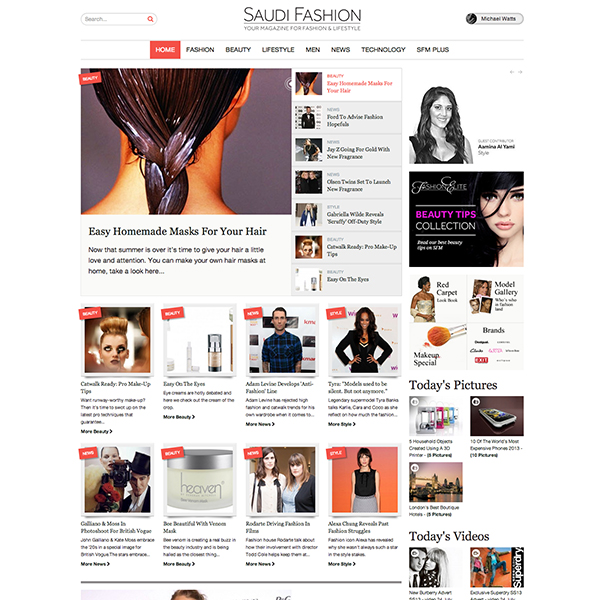 Search...
SAUDI FASHION
YOUR MAGAZINE FOR FASHION & LIFESTYLE
Michael Watts
HOME
FASHION
BEAUTY
LIFESTYLE
MEN
NEWS
TECHNOLOGY
SFM PLUS
BEAUTY
Easy Homemade Masks For Your Hair
Now that summer is over it's time to give your hair a little
love and attention. You can make your own hair masks at
home, take a look here...
BEAUTY
Easy Homemade Masks For
Your Hair
NEWS
Ford To Advise Fashion
Hopefuls
NEWS
Jay Z Going For Gold With
New Fragrance
NEWS
Olsen Twins Set To Launch
New Fragrance
STYLE
Gabriella Wilde Reveals
'Scruffy' Off-Duty Style
BEAUTY
Catwalk Ready: Pro Make-Up
Tips
BEAUTY
Easy On The Eyes
GUEST CONTRIBUTOR
Aamina Al Yami
Style
FASHION ELITE
BEAUTY TIPS
COLLECTION
Read our best beauty
tips on SFM
Red
Carpet
Look Book
Model
Gallery
Who's who in
fashion land
Makeup
Special
Brands
Desigual.
Clarks
EXIT
BEAUTY
Catwalk Ready: Pro Make-Up
Tips
Want runway-worthy make-up?
Then it's time to swot up on the
latest pro techniques that
guarantee...
More Beauty
BEAUTY
Easy On The Eyes
Eye creams are hotly debated and
here we check out the cream of the
crop.
More Beauty
NEWS
Adam Levine Develops 'Anti-
Fashion' Line
Adam Levine has rejected high
fashion and catwalk trends for his
own wardrobe when it comes to...
More News
STYLE
Tyra: "Models used to be
silent. But not anymore."
Legendary supermodel Tyra Banks
talks Karlie, Cara and Coco as she
reflect on how much the industry...
More Style
Today's Pictures
5 Household Objects
Created Using A 3D
Printer - (5 Pictures)
10 Of The World's Most
Expensive Phones 2013 -
(10 Pictures)
London's Best Boutique
Hotels - (8 Pictures)
NEWS
Galliano & Moss In
Photoshoot For British Vogue
John Galliano & Kate Moss embrace
the '20s in a special image for
British Vogue The stars embrace...
More News
BEAUTY
heaven
Bee Beautiful With Venom
Mask
Bee venom is creating a real buzz in
the beauty industry and is being
hailed as the closest thing...
More Beauty
NEWS
Rodarte Driving Fashion In
Films
Fashion house Rodarte talk about
how their involvement with director
Todd Cole helps keep them at...
More News
STYLE
Alexa Chung Reveals Past
Fashion Struggles
Fashion icon Alexa has revealed
why she wasn't always such a star
in the style stakes.
More Style
Today's Videos
Superdry
New Burberry Advert
Exclusive Superdry SS13